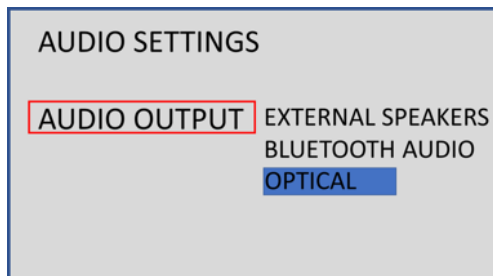 AUDIO SETTINGS
AUDIO OUTPUT EXTERNAL SPEAKERS
BLUETOOTH AUDIO
OPTICAL